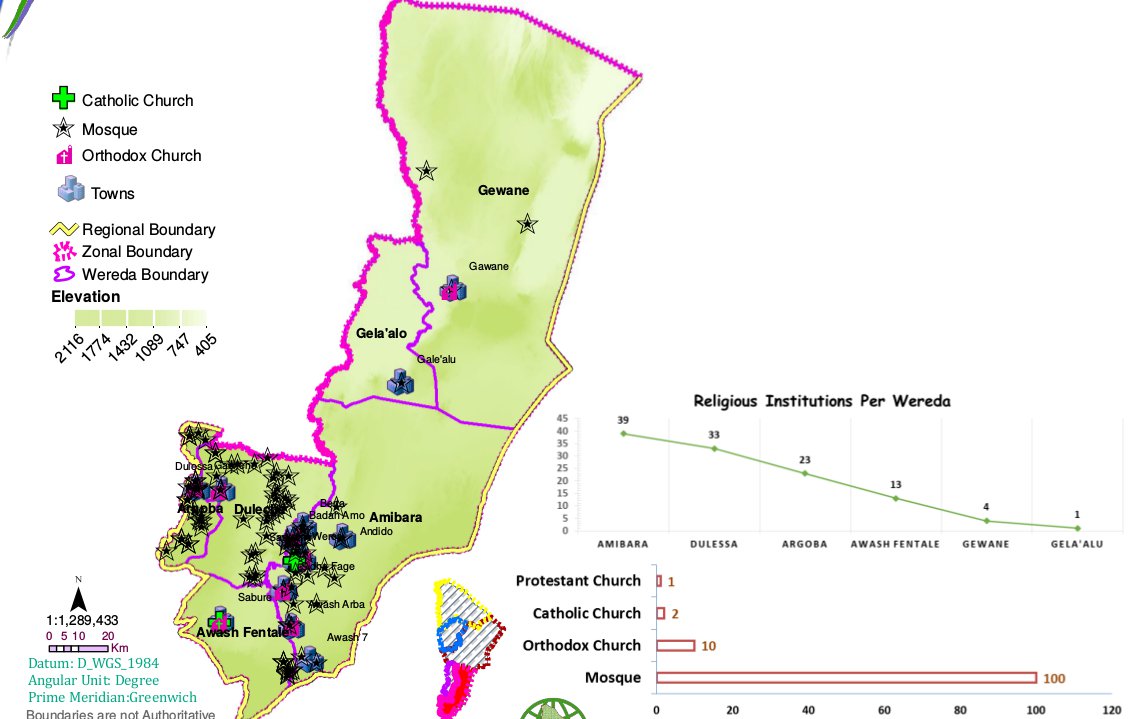 Catholic Church
Mosque
Orthodox Church
Towns
Regional Boundary
Zonal Boundary
Wereda Boundary
Elevation
2116 1774 1432 1089 747 405
Gewane
Gawane
Gela'alo
Gale'alu
Dulessa
Argoba
Dulecha
Badah Amo
Amibara
Andido
Fage
Sabure
Awash Arba
Awash Fentale
Awash 7
N
1:1,289,433
0 5 10 20
Km
Datum: D_WGS_1984
Angular Unit: Degree
Prime Meridian:Greenwich
Boundaries are not Authoritative
Religious Institutions Per Wereda
45
40
35
30
25
20
15
10
5
0
39 33 23 13 4 1
AMIBARA DULESSA ARGOBA AWASH FENTALE GEWANE GELA'ALU
Protestant Church 1
Catholic Church 2
Orthodox Church 10
Mosque 100
0 20 40 60 80 100 120